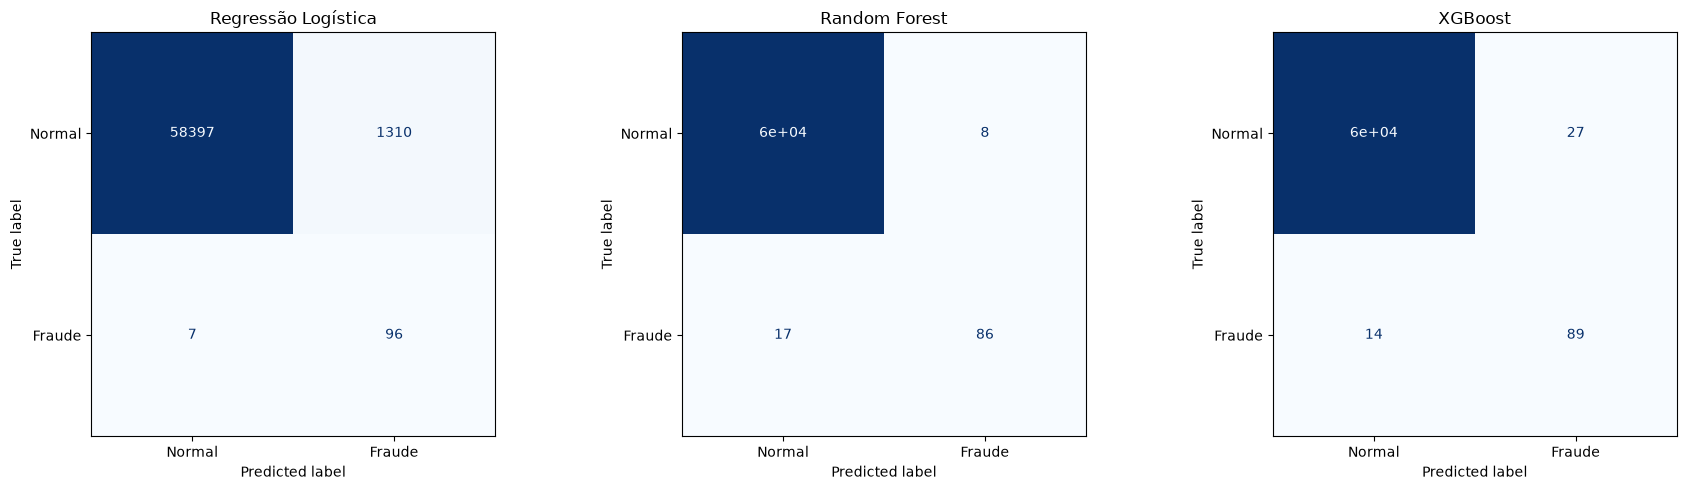 Regressão Logística
True label
Normal
58397
1310
Fraude
7
96
Normal
Fraude
Predicted label
Random Forest
True label
Normal
6e+04
8
Fraude
17
86
Normal
Fraude
Predicted label
XGBoost
True label
Normal
6e+04
27
Fraude
14
89
Normal
Fraude
Predicted label